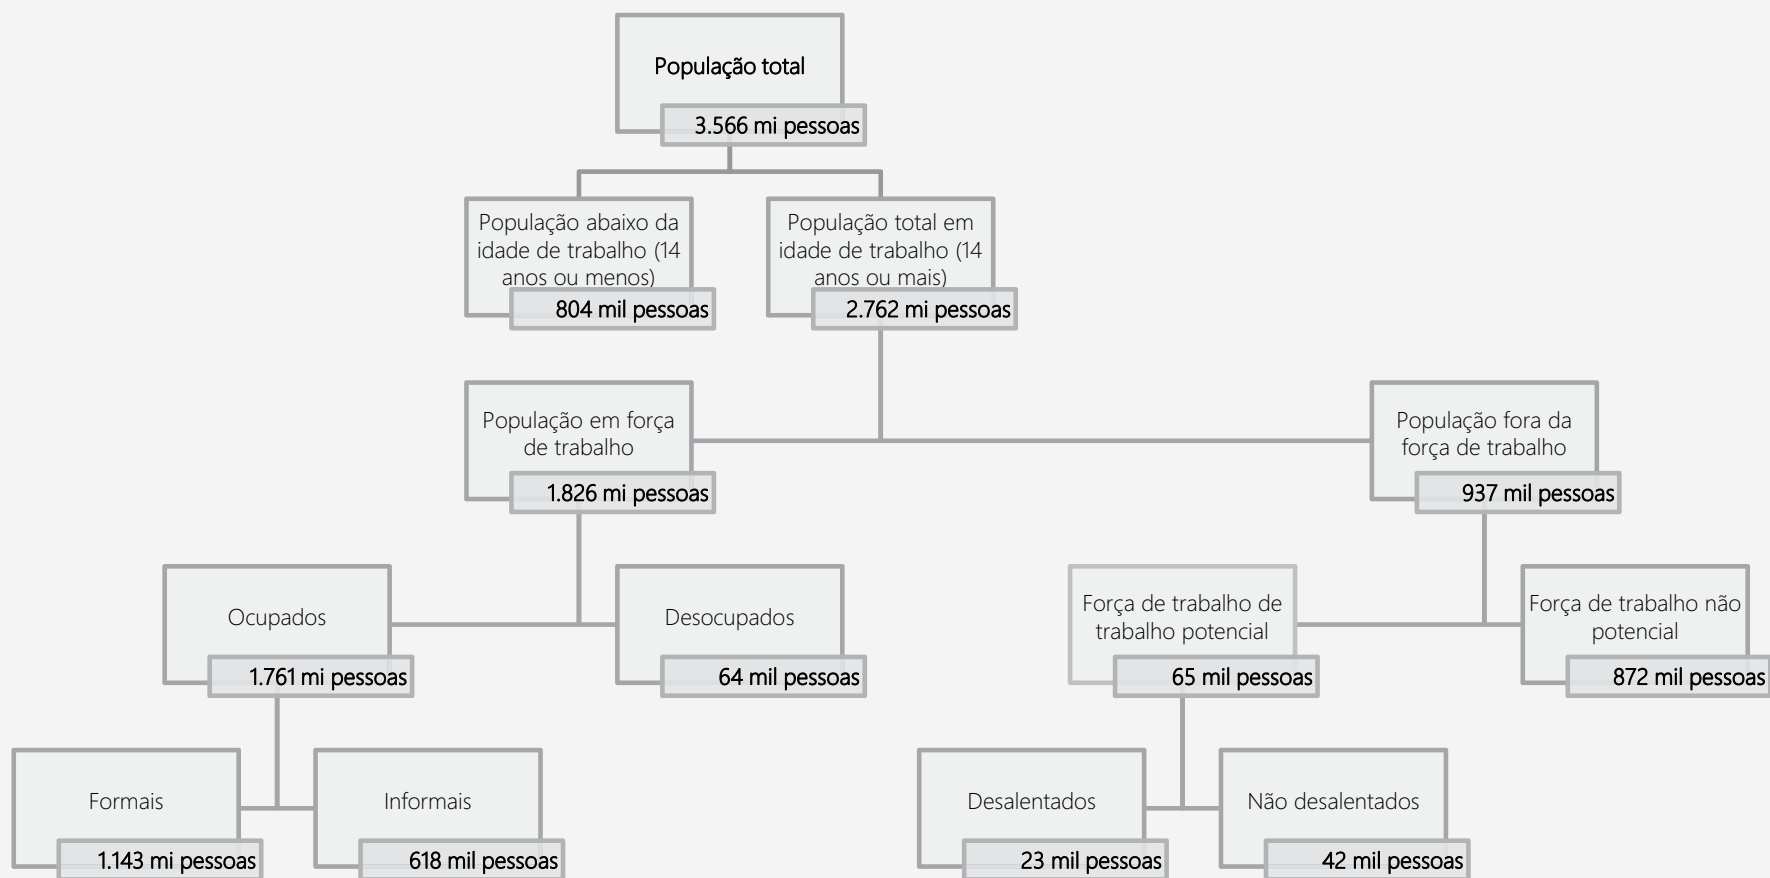 População total
3.566 mi pessoas
População abaixo da
idade de trabalho (14
anos ou menos)
804 mil pessoas
População total em
idade de trabalho (14
anos ou mais)
2.762 mi pessoas
População em força
de trabalho
1.826 mi pessoas
População fora da
força de trabalho
937 mil pessoas
Ocupados
1.761 mi pessoas
Desocupados
64 mil pessoas
Força de trabalho de
trabalho potencial
65 mil pessoas
Força de trabalho não
potencial
872 mil pessoas
Formais
1.143 mi pessoas
Informais
618 mil pessoas
Desalentados
23 mil pessoas
Não desalentados
42 mil pessoas